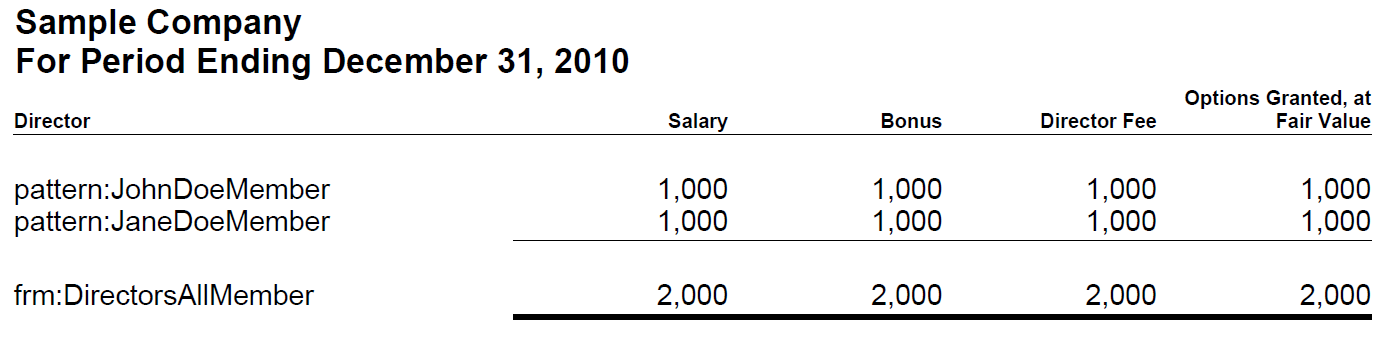 Sample Company
For Period Ending December 31, 2010
Options Granted, at
Director Salary Bonus Director Fee Fair Value
pattern:JohnDoeMember 1,000 1,000 1,000 1,000
pattern:JaneDoeMember 1,000 1,000 1,000 1,000
frm:DirectorsAllMember 2,000 2,000 2,000 2,000